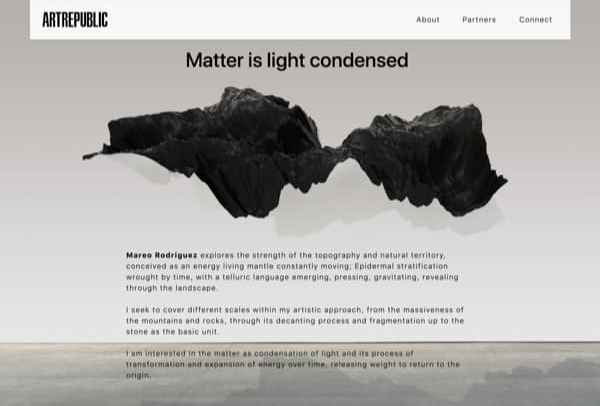 ARTREPUBLIC
About Partners Connect
Matter is light condensed
Mareo Rodriguez explores the strength of the topography and natural territory,
conceived as an energy living mantle constantly moving; Epidermal stratification
wrought by time, with a telluric language emerging, pressing, gravitating, revealing
through the landscape.
I seek to cover different scales within my artistic approach, from the massiveness of
the mountains and rocks, through its decanting process and fragmentation up to the
stone as the basic unit.
I am interested in the matter as condensation of light and its process of
transformation and expansion of energy over time, releasing weight to return to the
origin.